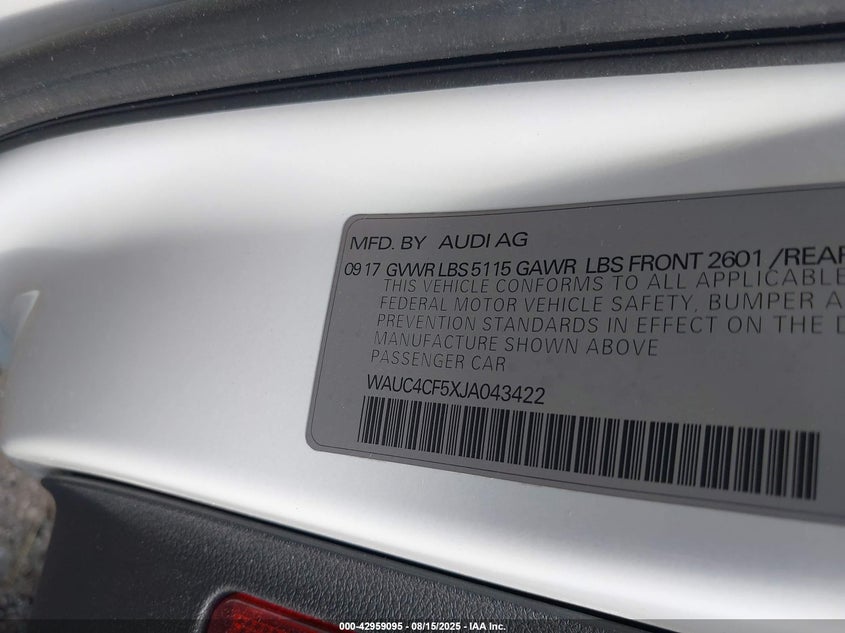 MFD. BY AUDI AG
09 17 GVWR LBS 5115 GAWR LBS FRONT 2601 /REAR
THIS VEHICLE CONFORMS TO ALL APPLICABLE
FEDERAL MOTOR VEHICLE SAFETY, BUMPER A
PREVENTION STANDARDS IN EFFECT ON THE D
MANUFACTURE SHOWN ABOVE
PASSENGER CAR
WAUC4CF5XJA043422
000-42959095 - 08/15/2025 - IAA Inc.